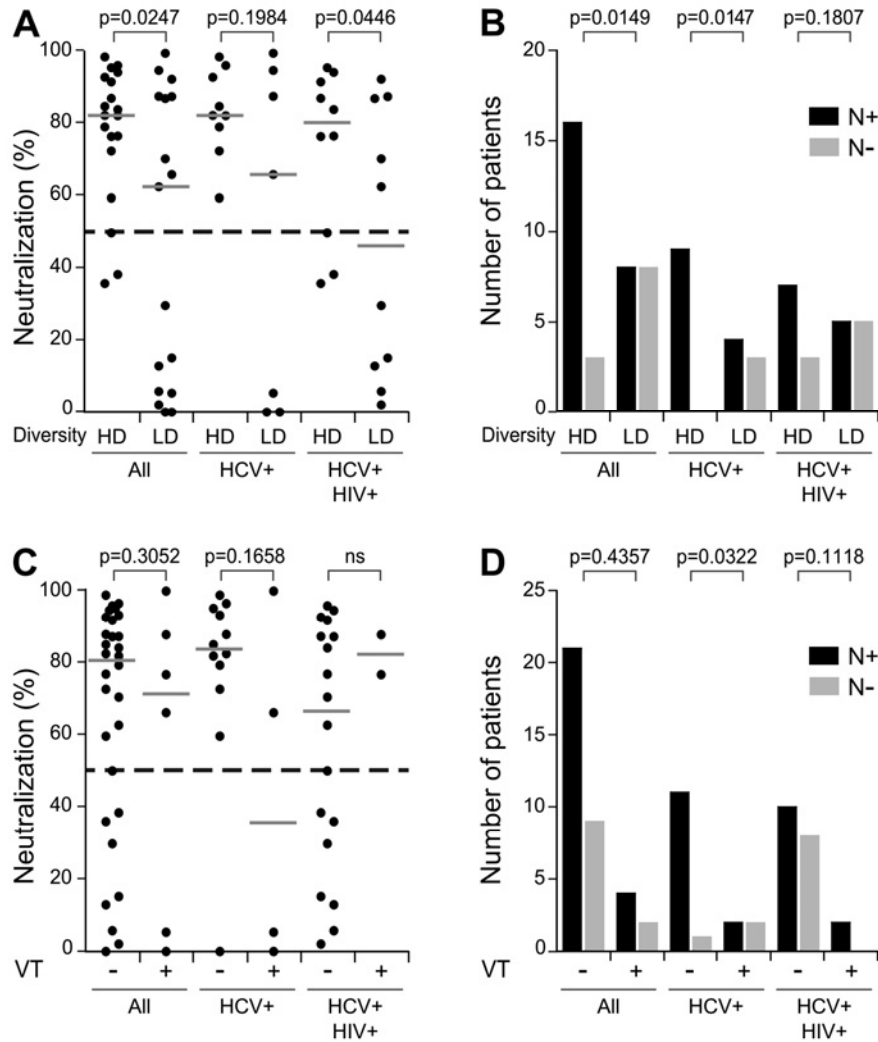 A
p=0.0247 p=0.1984 p=0.0446
Neutralization (%)
100
80
60
40
20
0
Diversity HD LD HD LD HD LD
All HCV+ HCV+
HIV+
B
p=0.0149 p=0.0147 p=0.1807
Number of patients
20
15
10
5
0
N+
N-
Diversity HD LD HD LD HD LD
All HCV+ HCV+
HIV+
C
p=0.3052 p=0.1658 ns
Neutralization (%)
100
80
60
40
20
0
VT - + - + - +
All HCV+ HCV+
HIV+
D
p=0.4357 p=0.0322 p=0.1118
Number of patients
25
20
15
10
5
0
N+
N-
VT - + - + - +
All HCV+ HCV+
HIV+